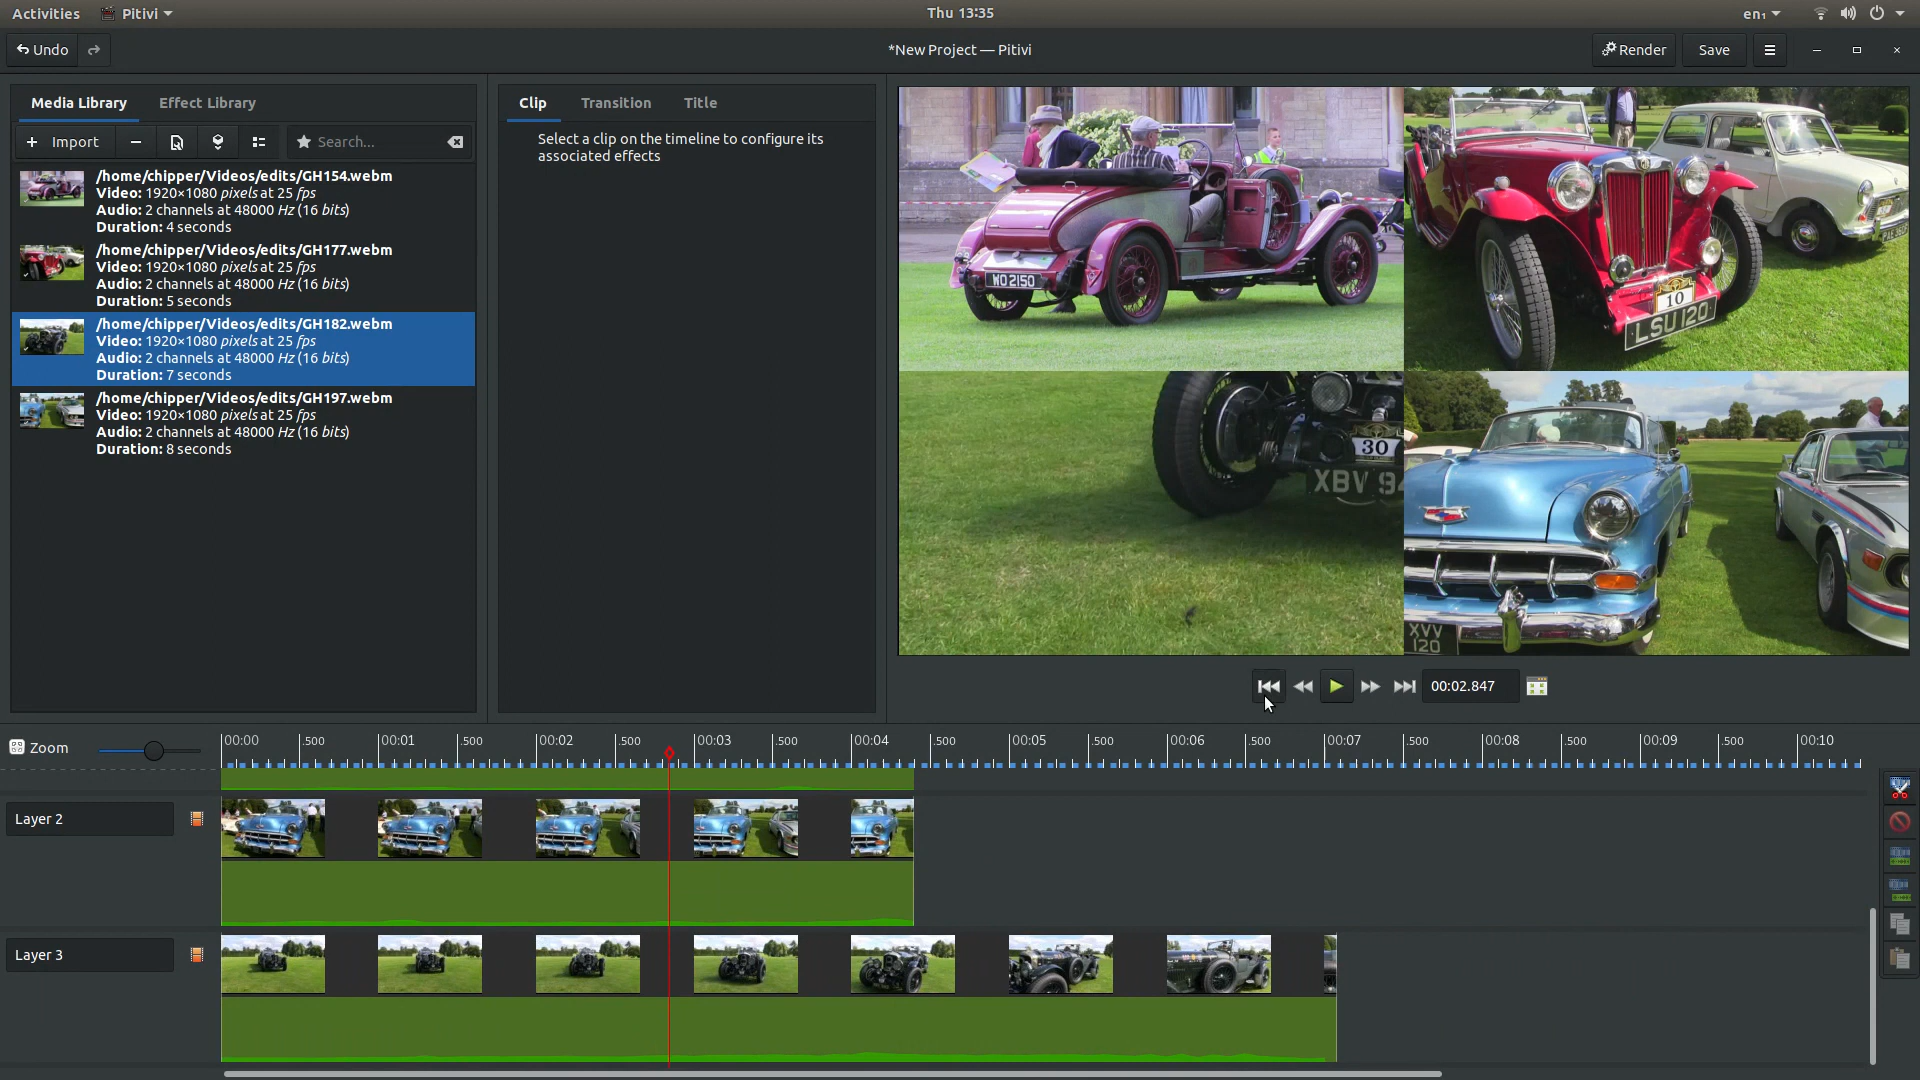 Activities Pitivi Thu 13:35 en₁
Undo *New Project — Pitivi Render Save
Media Library Effect Library
Import Search...
/home/chipper/Videos/edits/GH154.webm
Video: 1920×1080 pixels at 25 fps
Audio: 2 channels at 48000 Hz (16 bits)
Duration: 4 seconds
/home/chipper/Videos/edits/GH177.webm
Video: 1920×1080 pixels at 25 fps
Audio: 2 channels at 48000 Hz (16 bits)
Duration: 5 seconds
/home/chipper/Videos/edits/GH182.webm
Video: 1920×1080 pixels at 25 fps
Audio: 2 channels at 48000 Hz (16 bits)
Duration: 7 seconds
/home/chipper/Videos/edits/GH197.webm
Video: 1920×1080 pixels at 25 fps
Audio: 2 channels at 48000 Hz (16 bits)
Duration: 8 seconds
Clip Transition Title
Select a clip on the timeline to configure its
associated effects
WO 2150
10
LSU 120
30
XBV 94
XVV
120
00:02.847
Zoom 00:00 .500 00:01 .500 00:02 .500 00:03 .500 00:04 .500 00:05 .500 00:06 .500 00:07 .500 00:08 .500 00:09 .500 00:10
Layer 2
Layer 3